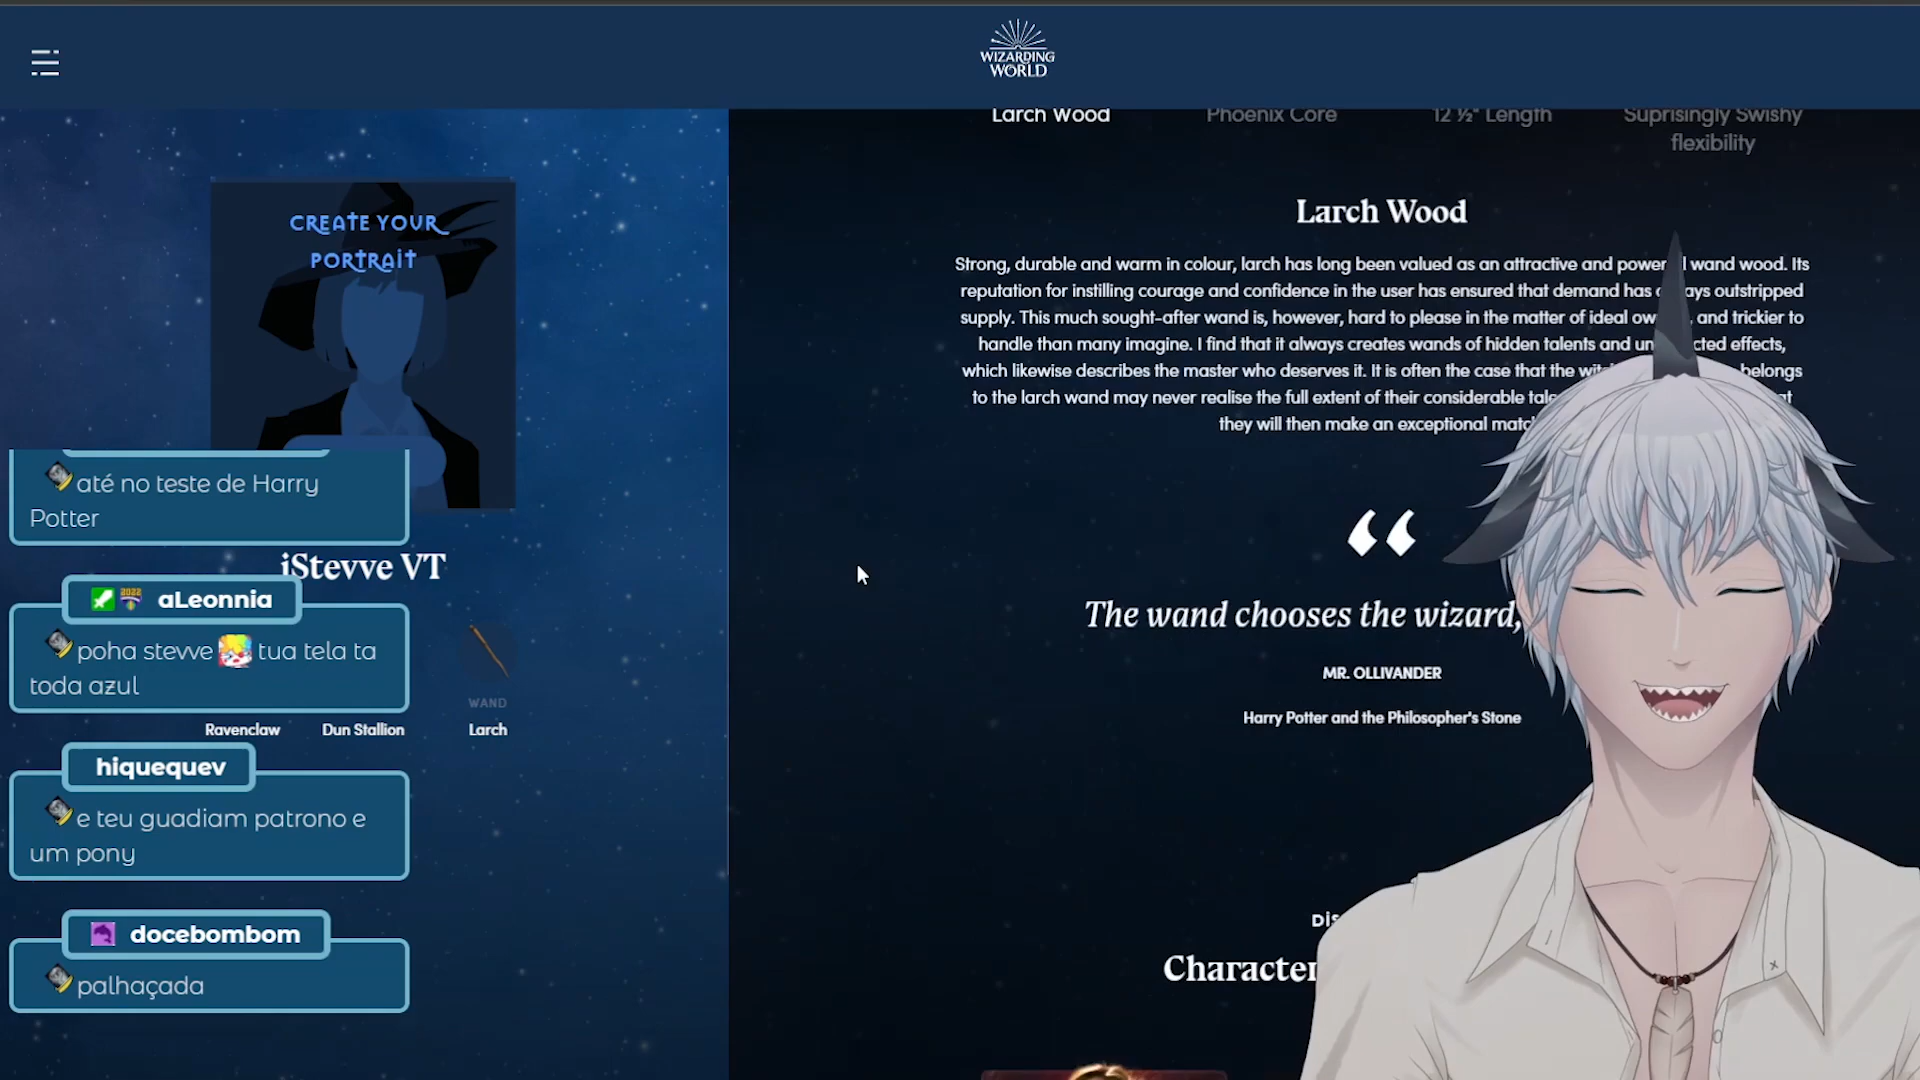 WIZARDING
WORLD
Larch Wood
Phoenix Core
12 ½" Length
Suprisingly Swishy
flexibility
CREATE YOUR
PORTRAIT
Larch Wood
Strong, durable and warm in colour, larch has long been valued as an attractive and power wand wood. Its
reputation for instilling courage and confidence in the user has ensured that demand has outstripped
supply. This much sought-after wand is, however, hard to please in the matter of ideal and trickier to
handle than many imagine. I find that it always creates wands of hidden talents and effects,
which likewise describes the master who deserves it. It is often the case that the belongs
to the larch wand may never realise the full extent of their considerable
they will then make an exceptional
“
The wand chooses the wizard,
MR. OLLIVANDER
Harry Potter and the Philosopher's Stone
Character
iStevve VT
WAND
Ravenclaw
Dun Stallion
Larch
até no teste de Harry
Potter
2022
aLeonnia
poha stevve tua tela ta
toda azul
hiquequev
e teu guadiam patrono e
um pony
docebombom
palhaçada